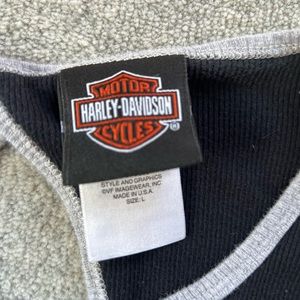 MOTOR
HARLEY-DAVIDSON
CYCLES
®
STYLE AND GRAPHICS
©VF IMAGEWEAR, INC
MADE IN U.S.A.
SIZE: L